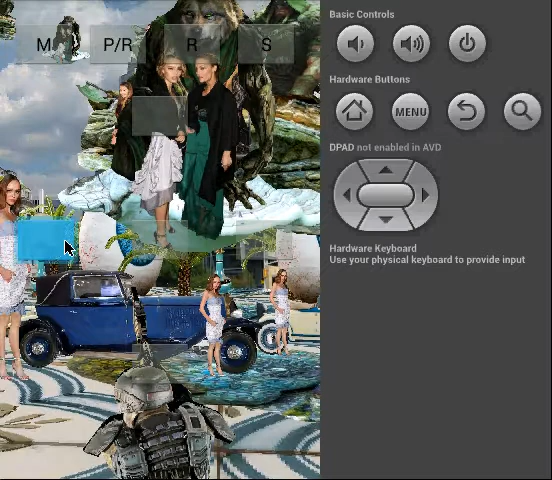 Basic Controls
M P/R R S
Hardware Buttons
MENU
DPAD not enabled in AVD
Hardware Keyboard
Use your physical keyboard to provide input